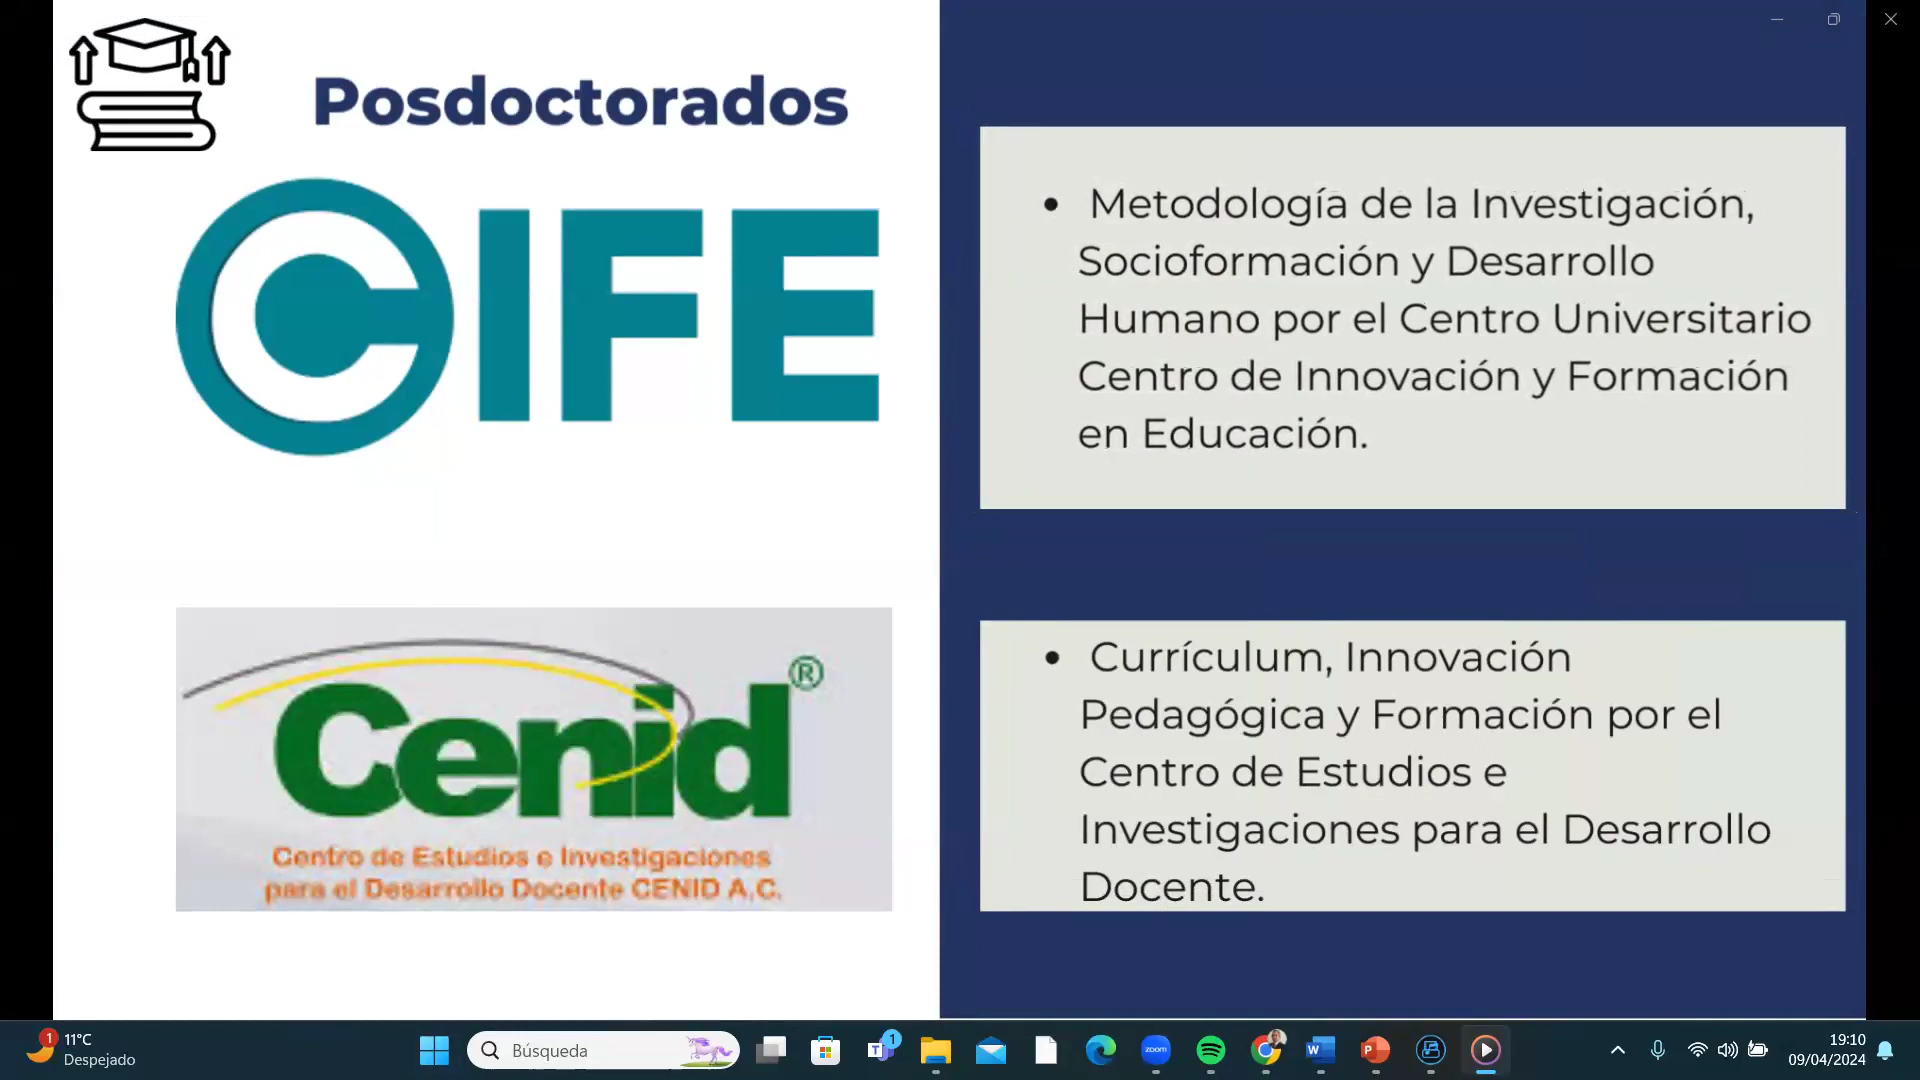 Posdoctorados
CIFE
• Metodología de la Investigación,
Socioformación y Desarrollo
Humano por el Centro Universitario
Centro de Innovación y Formación
en Educación.
Cenid®
Centro de Estudios e Investigaciones
para el Desarrollo Docente CENID A.C.
• Currículum, Innovación
Pedagógica y Formación por el
Centro de Estudios e
Investigaciones para el Desarrollo
Docente.
1
11°C
Despejado
Búsqueda
1
zoom
19:10
09/04/2024